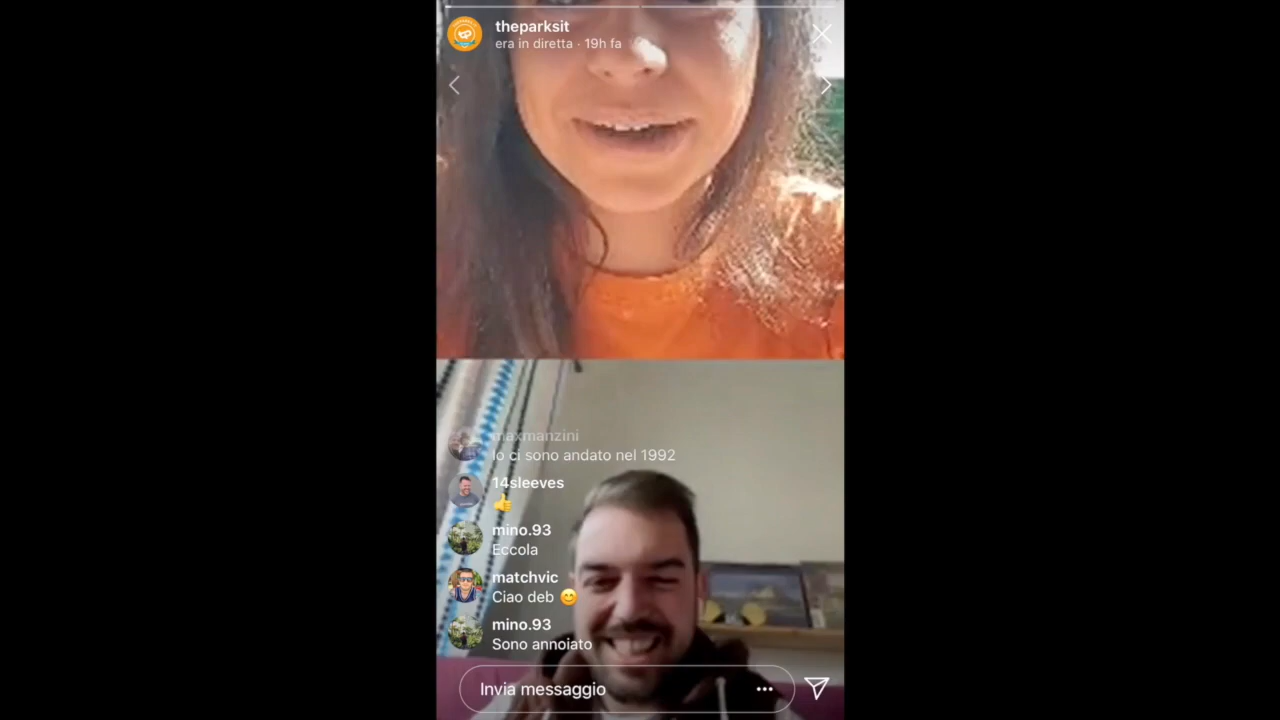 theparksit
era in diretta · 19h fa
maxmanzini
Io ci sono andato nel 1992
14sleeves
👍
mino.93
Eccola
matchvic
Ciao deb 😊
mino.93
Sono annoiato
Invia messaggio